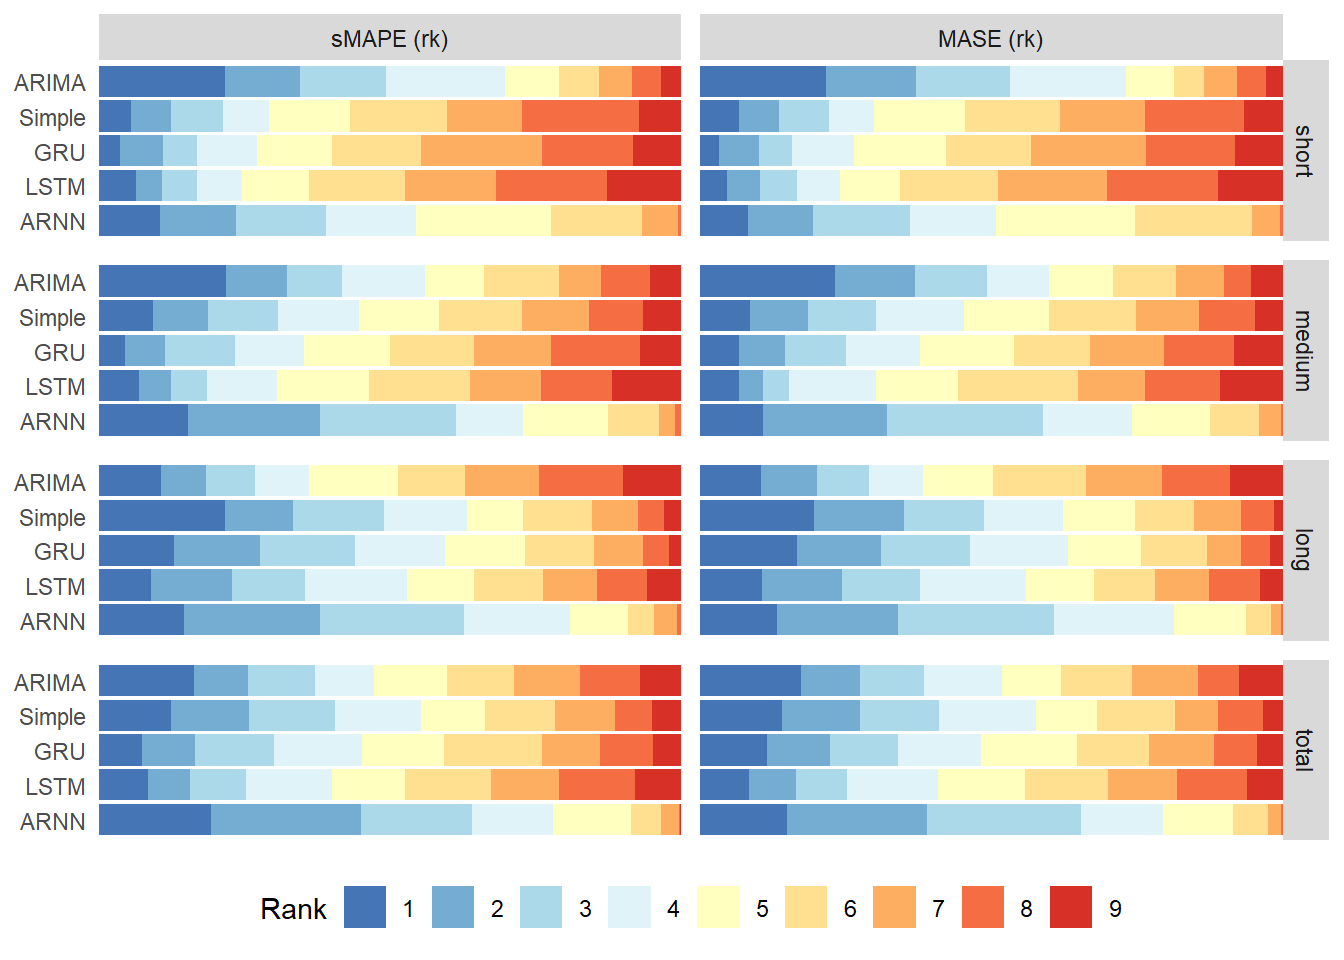 sMAPE (rk) MASE (rk)
ARIMA
Simple
GRU
LSTM
ARNN
short
ARIMA
Simple
GRU
LSTM
ARNN
medium
ARIMA
Simple
GRU
LSTM
ARNN
long
ARIMA
Simple
GRU
LSTM
ARNN
total
Rank 1 2 3 4 5 6 7 8 9